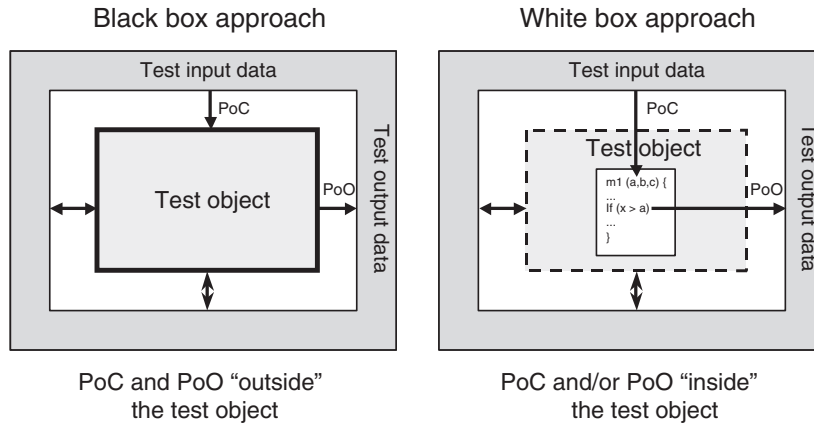 Black box approach
Test input data
PoC
Test object
PoO
Test output data
PoC and PoO “outside”
the test object
White box approach
Test input data
PoC
Test object
m1 (a,b,c) {
...
If (x > a)
...
}
PoO
Test output data
PoC and/or PoO “inside”
the test object